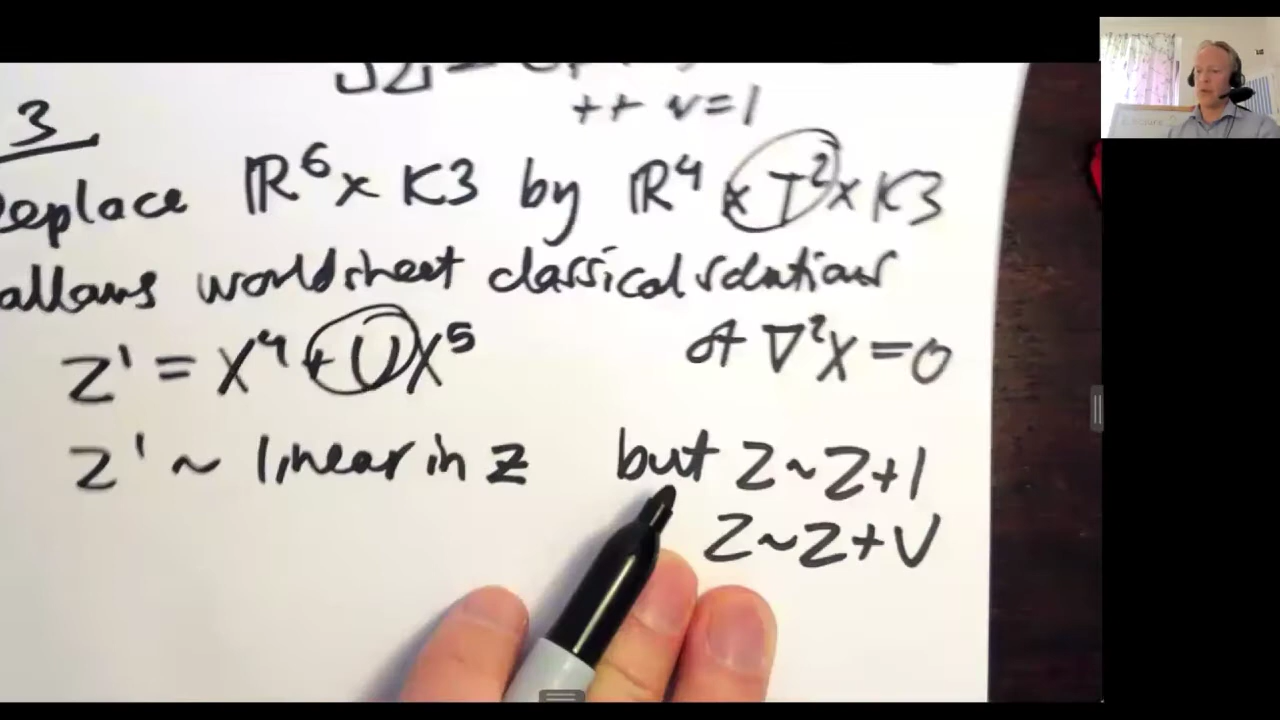 ++ v=1
3
Replace ℝ⁶ x K3 by ℝ⁴ x T² x K3
allows worldsheet classical solutions
Z' = X⁴ + U X⁵ of ∇²X = 0
Z' ~ linear in z but Z~Z+1
Z~Z+U